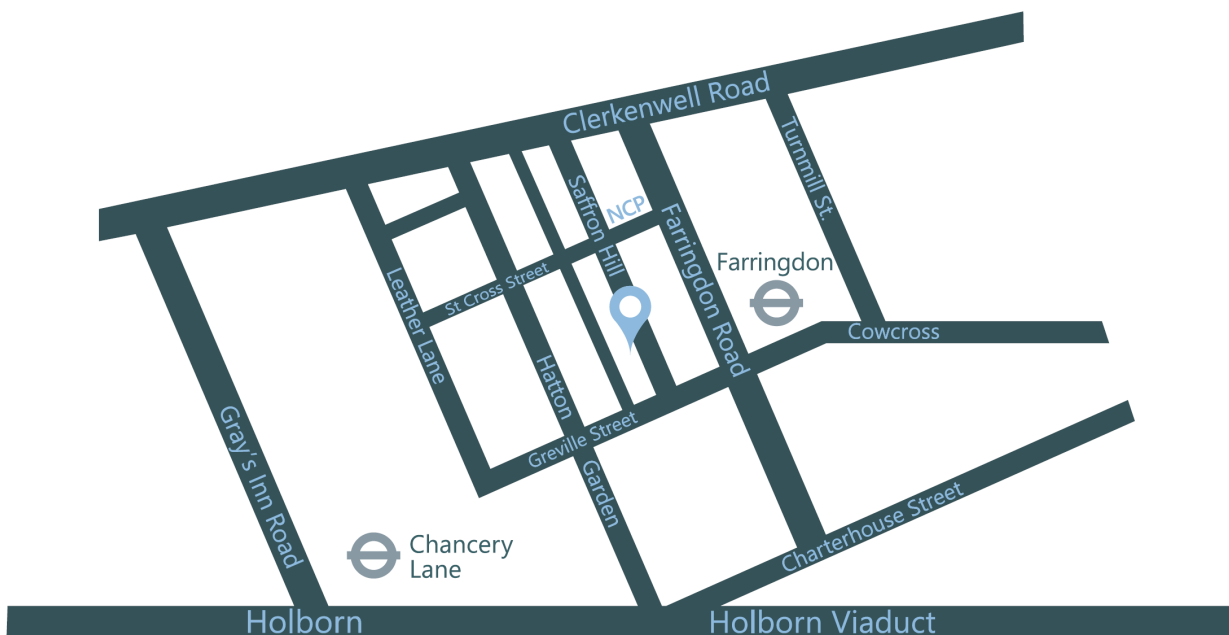 Clerkenwell Road
Turnmill St.
Saffron Hill
NCP
Farringdon Road
Farringdon
St Cross Street
Leather Lane
Cowcross
Hatton
Garden
Greville Street
Gray's Inn Road
Charterhouse Street
Chancery
Lane
Holborn
Holborn Viaduct